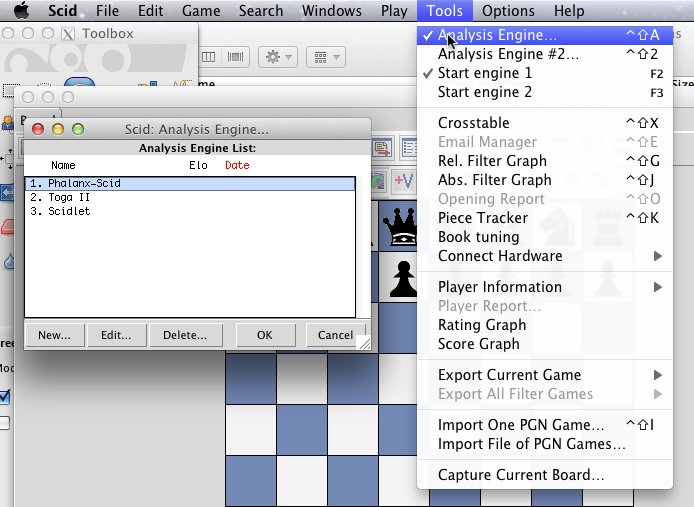 Scid File Edit Game Search Windows Play Tools Options Help
Toolbox
Analysis Engine... ⌃⇧A
Analysis Engine #2... ⌃⇧2
Start engine 1 F2
Start engine 2 F3
Crosstable ⌃⇧X
Email Manager ⌃⇧E
Rel. Filter Graph ⌃⇧G
Abs. Filter Graph ⌃⇧J
Opening Report ⌃⇧O
Piece Tracker ⌃⇧K
Book tuning
Connect Hardware
Player Information
Player Report...
Rating Graph
Score Graph
Export Current Game
Export All Filter Games
Import One PGN Game... ⌃⇧I
Import File of PGN Games...
Capture Current Board...
Scid: Analysis Engine...
Analysis Engine List:
Name Elo Date
1. Phalanx-Scid
2. Toga II
3. Scidlet
New... Edit... Delete... OK Cancel
+V
Size